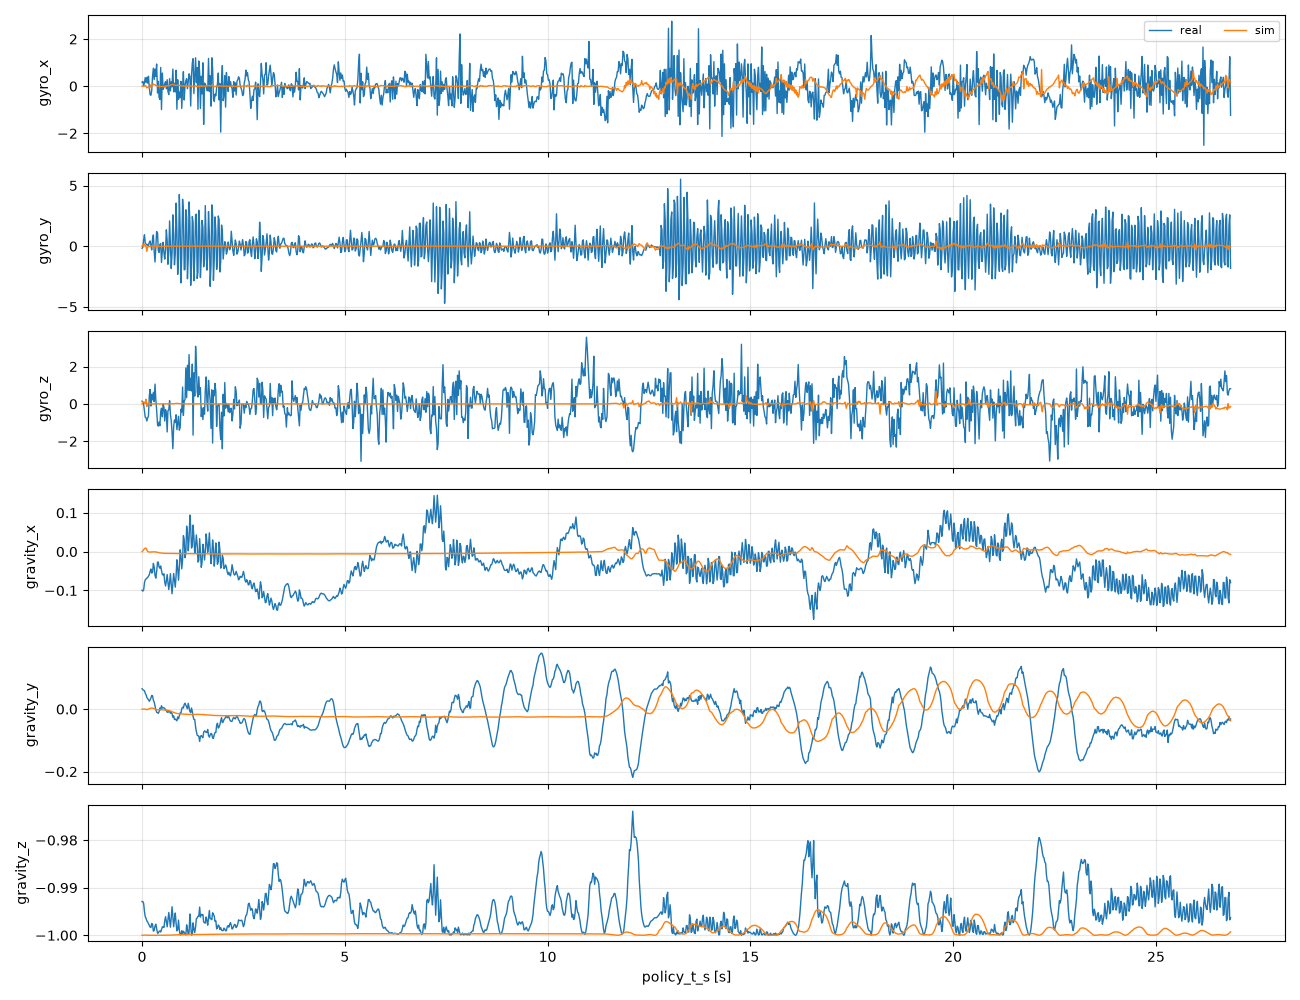 real sim
gyro_x
2
0
−2
gyro_y
5
0
−5
gyro_z
2
0
−2
gravity_x
0.1
0.0
−0.1
gravity_y
0.0
−0.2
gravity_z
−0.98
−0.99
−1.00
0 5 10 15 20 25
policy_t_s [s]